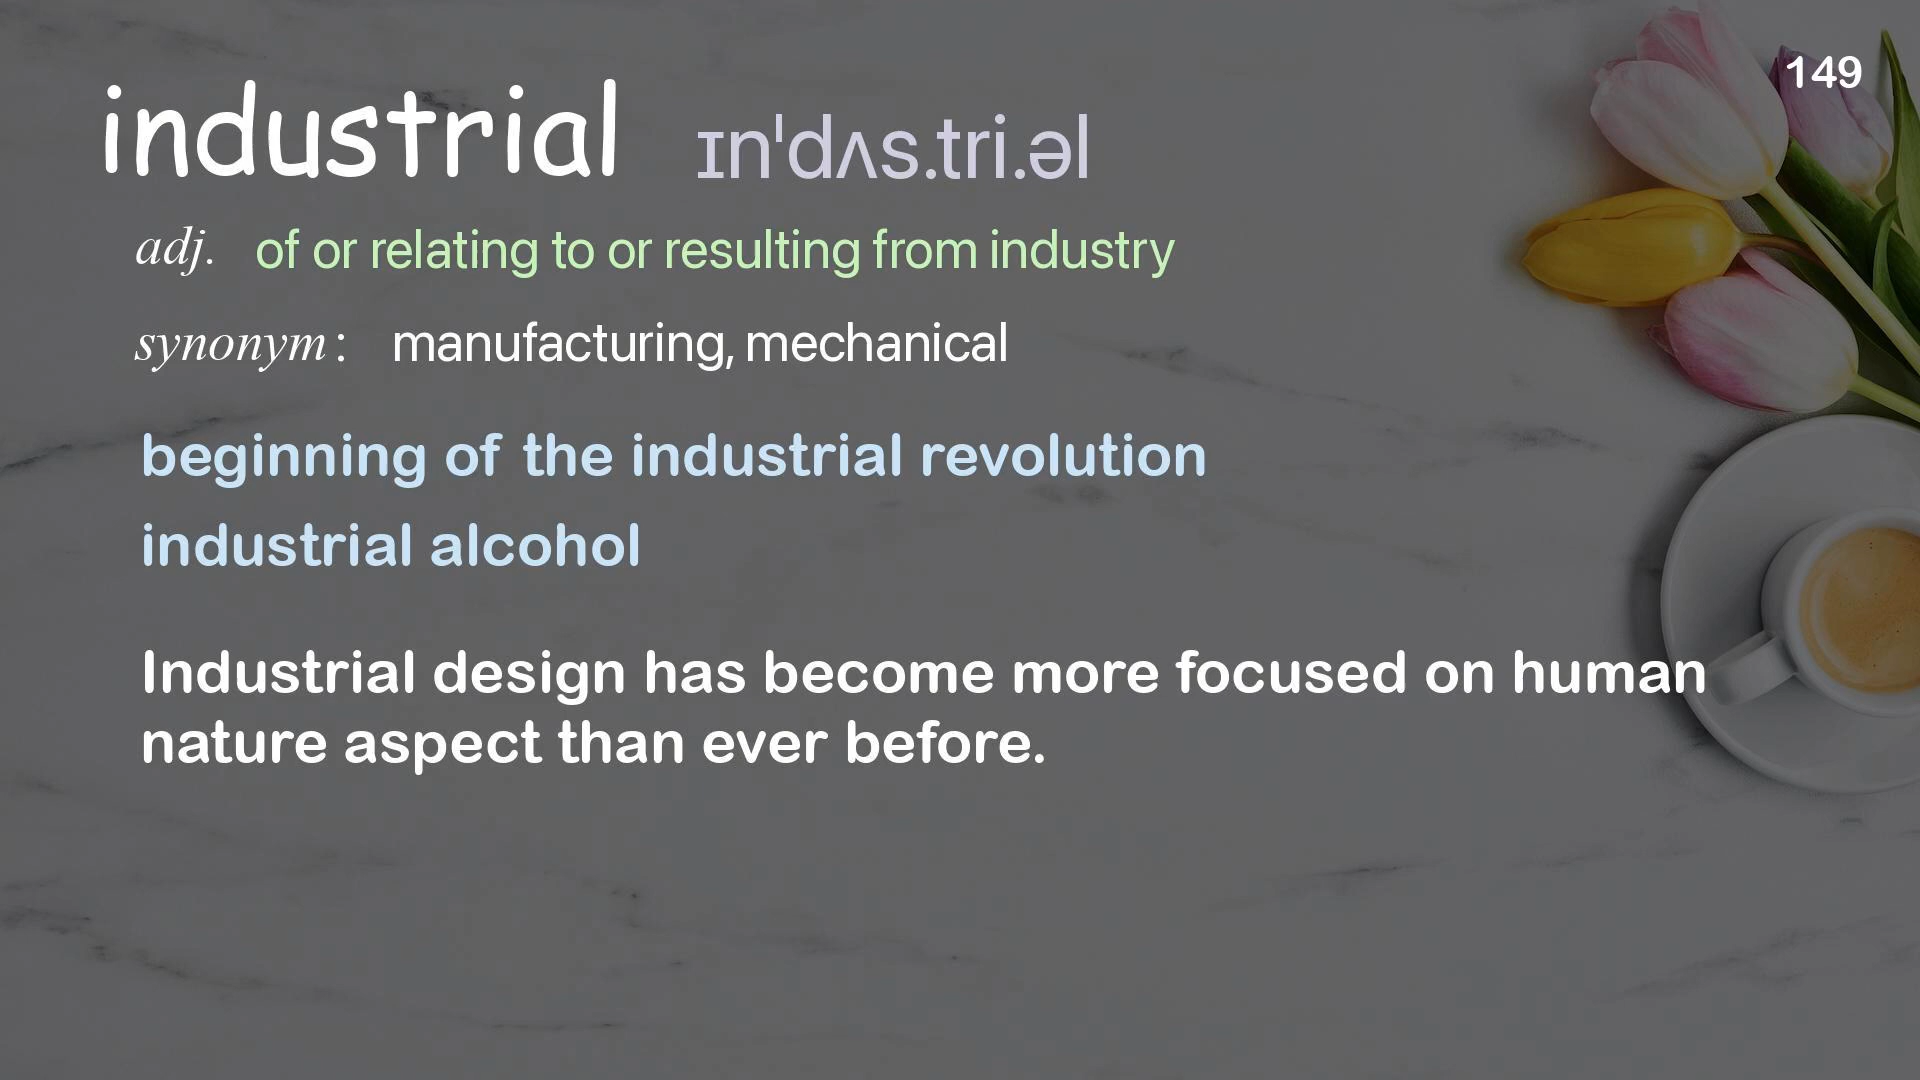 149
industrial ɪnˈdʌs.tri.əl
adj. of or relating to or resulting from industry
synonym: manufacturing, mechanical
beginning of the industrial revolution
industrial alcohol
Industrial design has become more focused on human
nature aspect than ever before.